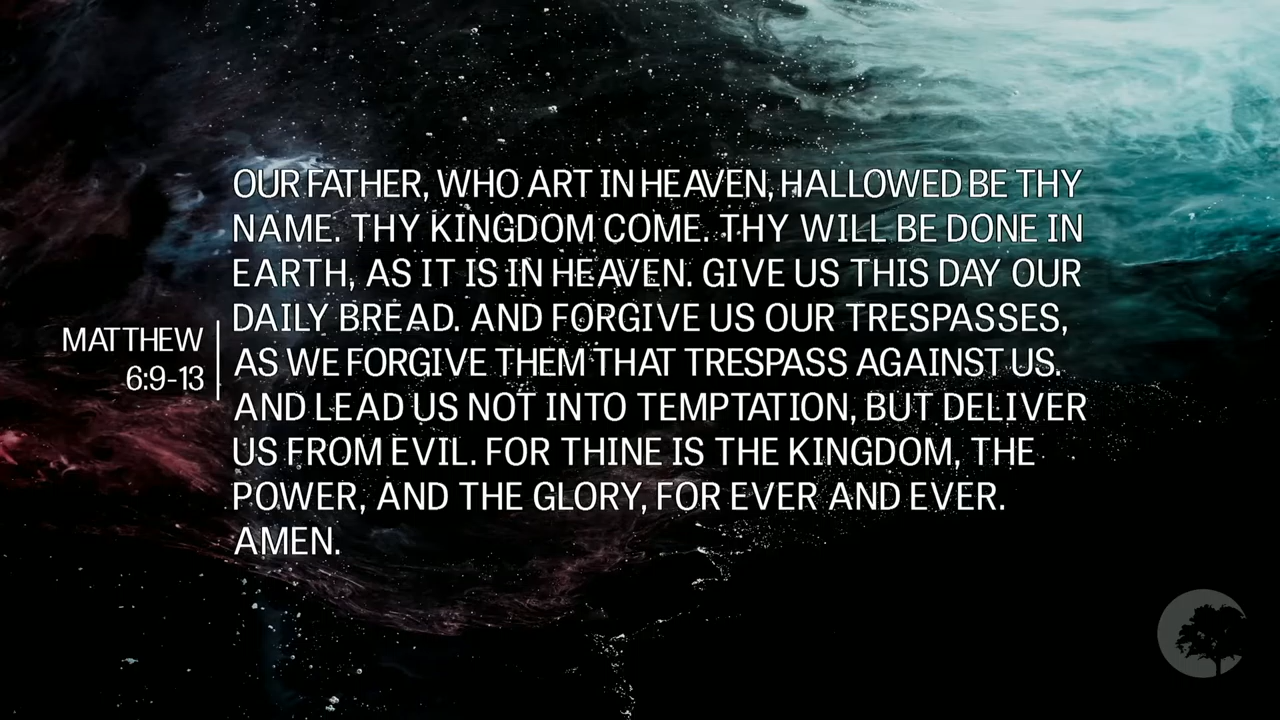 MATTHEW
6:9-13
OUR FATHER, WHO ART IN HEAVEN, HALLOWED BE THY
NAME. THY KINGDOM COME. THY WILL BE DONE IN
EARTH, AS IT IS IN HEAVEN. GIVE US THIS DAY OUR
DAILY BREAD. AND FORGIVE US OUR TRESPASSES,
AS WE FORGIVE THEM THAT TRESPASS AGAINST US.
AND LEAD US NOT INTO TEMPTATION, BUT DELIVER
US FROM EVIL. FOR THINE IS THE KINGDOM, THE
POWER, AND THE GLORY, FOR EVER AND EVER.
AMEN.